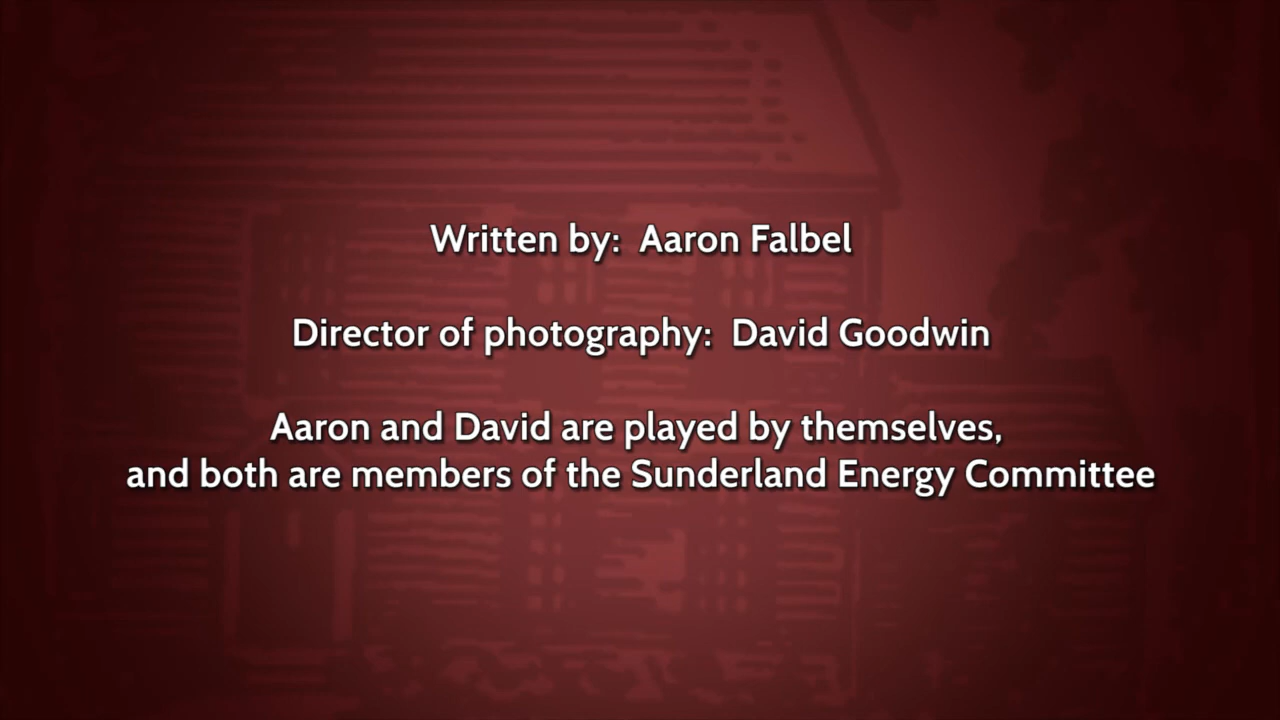 Written by:  Aaron Falbel
Director of photography:  David Goodwin
Aaron and David are played by themselves,
and both are members of the Sunderland Energy Committee